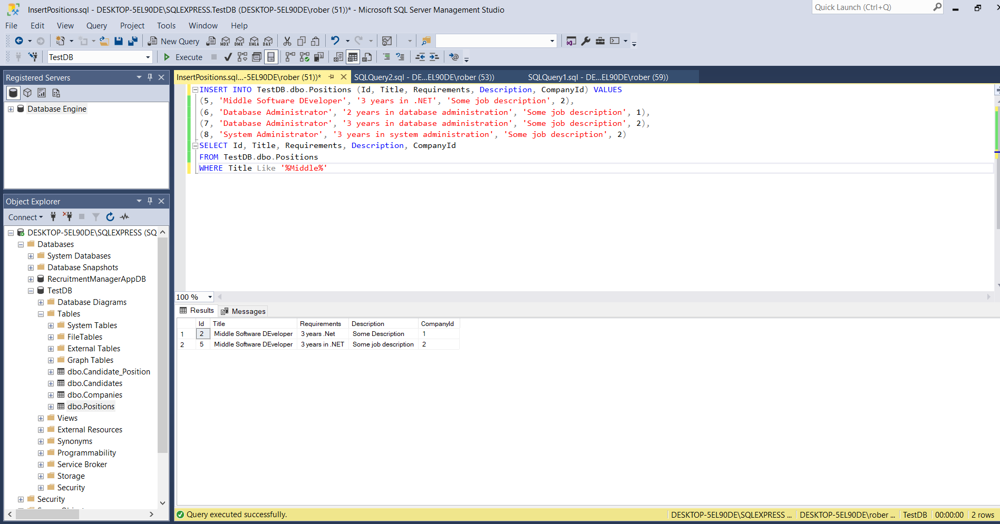 InsertPositions.sql - DESKTOP-5EL90DE\SQLEXPRESS.TestDB (DESKTOP-5EL90DE\rober (51))* - Microsoft SQL Server Management Studio
Quick Launch (Ctrl+Q)
File Edit View Query Project Tools Window Help
New Query MDX DMX XMLA DAX
TestDB Execute
Registered Servers
Database Engine
InsertPositions.sql...-5EL90DE\rober (51))* SQLQuery2.sql - DE...EL90DE\rober (53)) SQLQuery1.sql - DE...EL90DE\rober (59))
INSERT INTO TestDB.dbo.Positions (Id, Title, Requirements, Description, CompanyId) VALUES
(5, 'Middle Software DEveloper', '3 years in .NET', 'Some job description', 2),
(6, 'Database Administrator', '2 years in database administration', 'Some job description', 1),
(7, 'Database Administrator', '3 years in database administration', 'Some job description', 2),
(8, 'System Administrator', '3 years in system administration', 'Some job description', 2)
SELECT Id, Title, Requirements, Description, CompanyId
FROM TestDB.dbo.Positions
WHERE Title Like '%Middle%'
Object Explorer
Connect
DESKTOP-5EL90DE\SQLEXPRESS (SQ
Databases
System Databases
Database Snapshots
RecruitmentManagerAppDB
TestDB
Database Diagrams
Tables
System Tables
FileTables
External Tables
Graph Tables
dbo.Candidate_Position
dbo.Candidates
dbo.Companies
dbo.Positions
Views
External Resources
Synonyms
Programmability
Service Broker
Storage
Security
Security
100 %
Results Messages
Id Title Requirements Description CompanyId
1 2 Middle Software DEveloper 3 years .Net Some Description 1
2 5 Middle Software DEveloper 3 years in .NET Some job description 2
Query executed successfully. DESKTOP-5EL90DE\SQLEXPRESS ... DESKTOP-5EL90DE\rober ... TestDB 00:00:00 2 rows